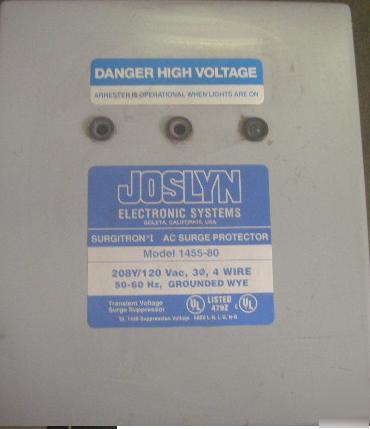 DANGER HIGH VOLTAGE
ARRESTER IS OPERATIONAL WHEN LIGHTS ARE ON
JOSLYN
ELECTRONIC SYSTEMS
GOLETA, CALIFORNIA, USA
SURGITRON I AC SURGE PROTECTOR
Model 1455-80
208Y/120 Vac, 3Ø, 4 WIRE
50-60 Hz, GROUNDED WYE
Transient Voltage
Surge Suppressor
UL LISTED 479Z c UL
UL 1449 Suppression Voltage